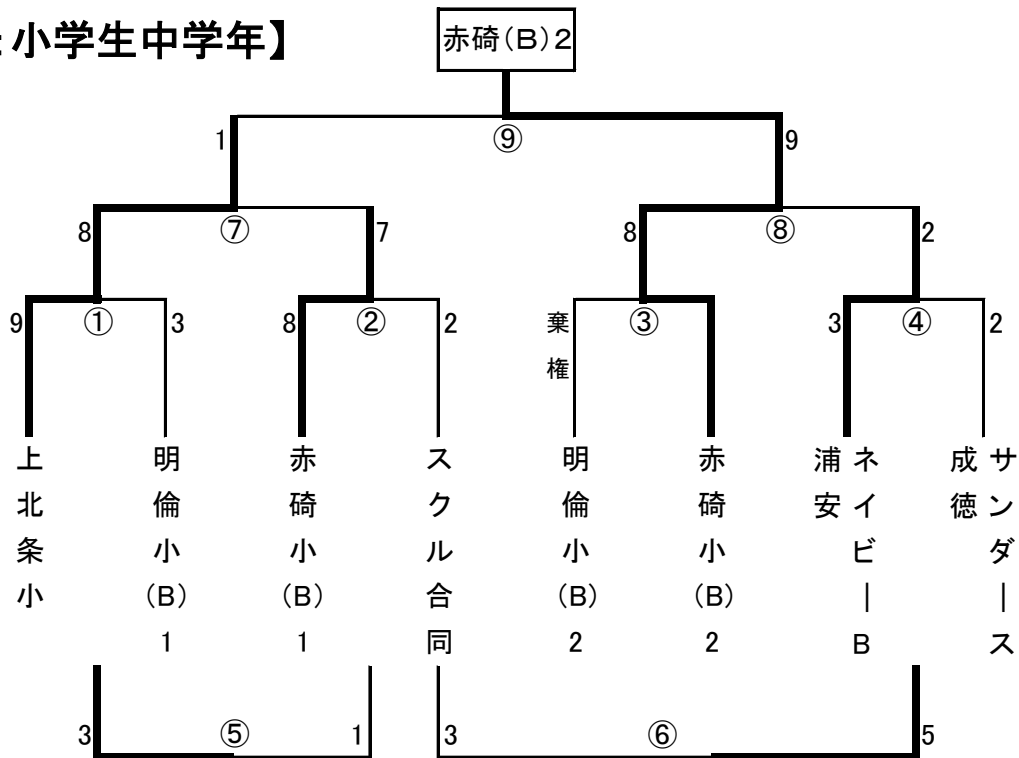 小学生中学年】
赤碕(B)2
1
⑨
9
8
⑦
7
8
⑧
2
9
①
3
8
②
2
棄権
③
3
④
2
上北条小
明倫小(B)1
赤碕小(B)1
スクル合同
明倫小(B)2
赤碕小(B)2
浦安
ネイビーB
成徳
サンダース
3
⑤
1
3
⑥
5